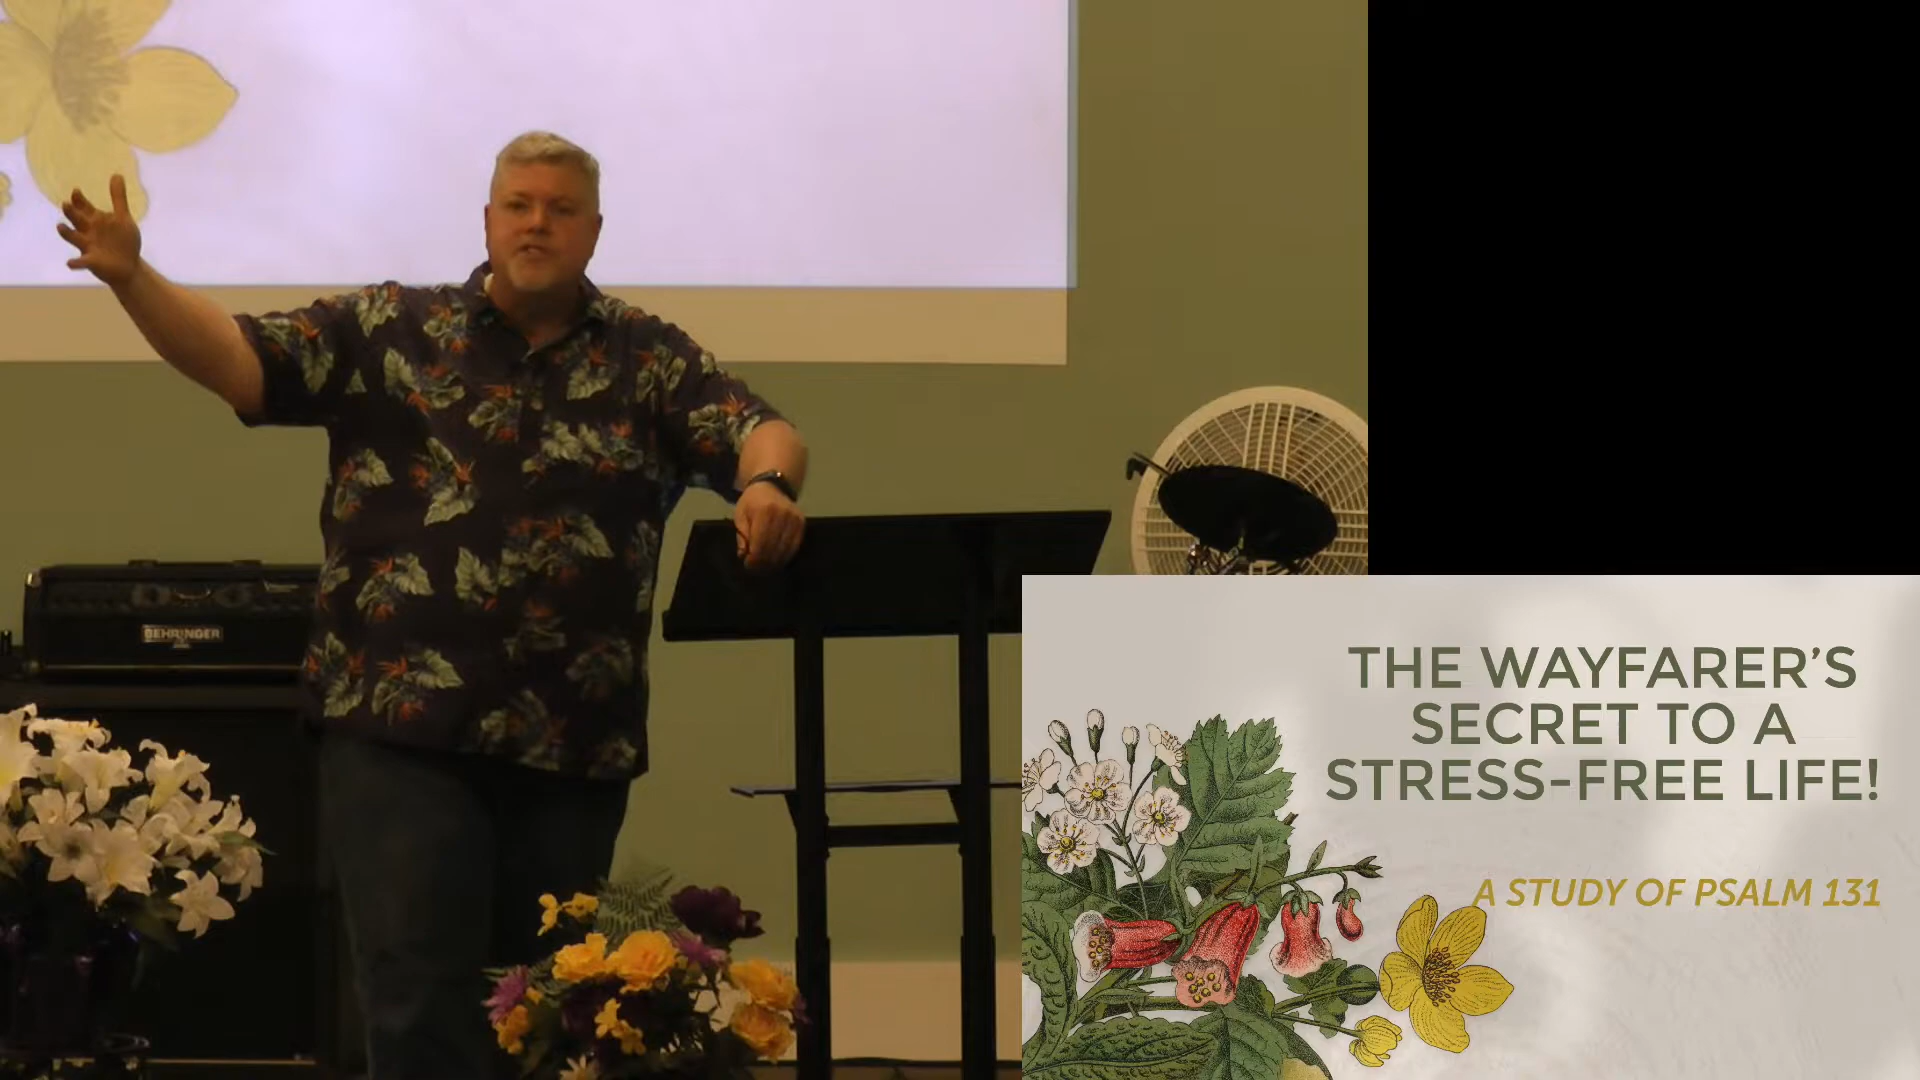 BEHRINGER
THE WAYFARER'S
SECRET TO A
STRESS-FREE LIFE!
A STUDY OF PSALM 131